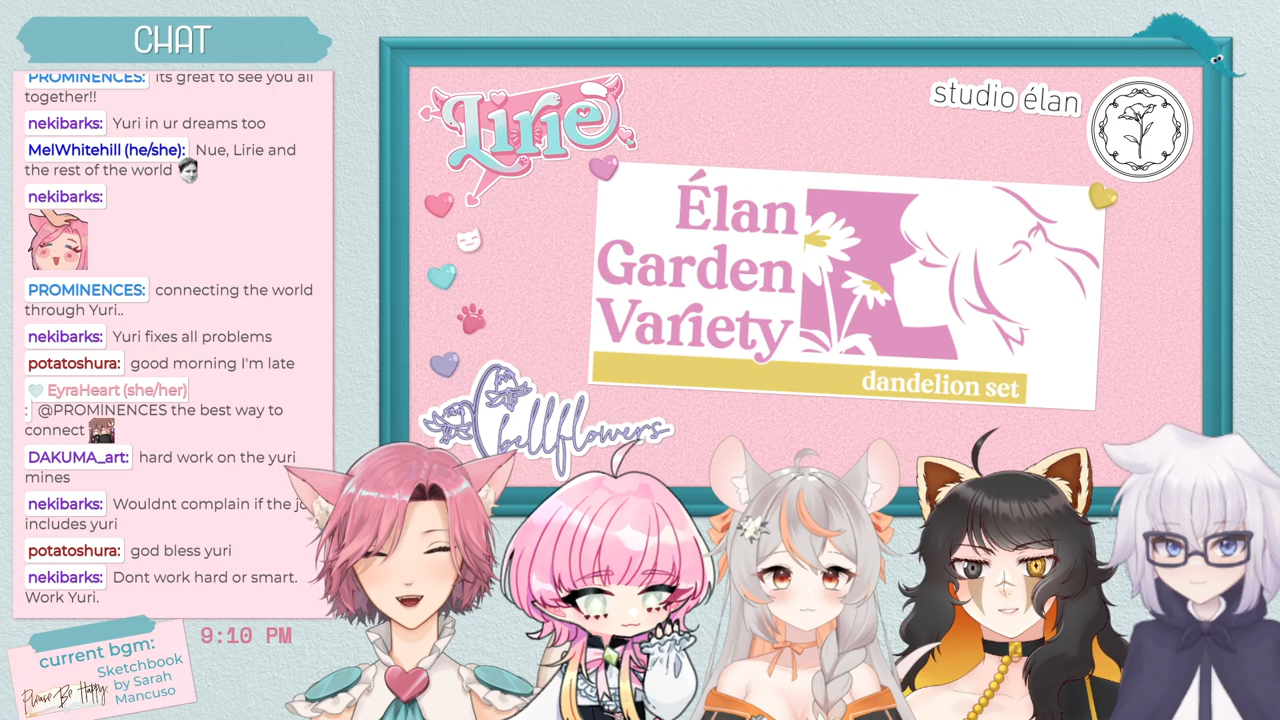 CHAT
PROMINENCES: its great to see you all
together!!
nekibarks: Yuri in ur dreams too
MelWhitehill (he/she): Nue, Lirie and
the rest of the world
nekibarks:
PROMINENCES: connecting the world
through Yuri..
nekibarks: Yuri fixes all problems
potatoshura: good morning I'm late
EyraHeart (she/her)
: @PROMINENCES the best way to
connect
DAKUMA_art: hard work on the yuri
mines
nekibarks: Wouldnt complain if the
includes yuri
potatoshura: god bless yuri
nekibarks: Dont work hard or smart.
Work Yuri.
current bgm:
Please Be Happy
Sketchbook
by Sarah
Mancuso
9:10 PM
Lirie
studio élan
Élan
Garden
Variety
dandelion set
bellflowers